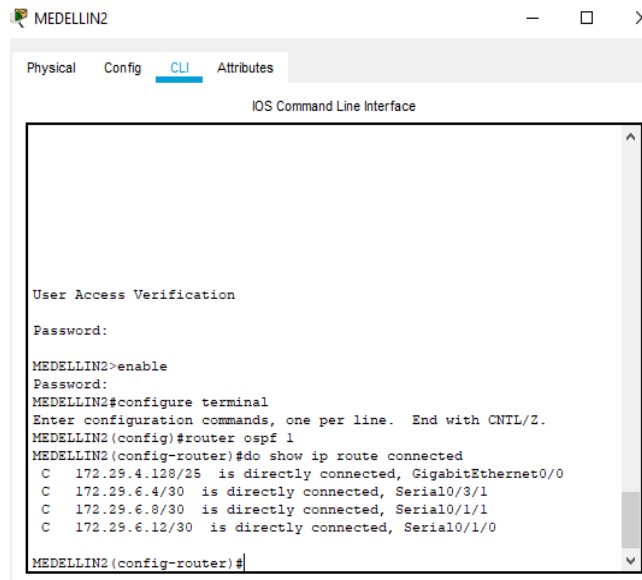 MEDELLIN2
Physical Config CLI Attributes
IOS Command Line Interface
User Access Verification
Password:
MEDELLIN2>enable
Password:
MEDELLIN2#configure terminal
Enter configuration commands, one per line.  End with CNTL/Z.
MEDELLIN2(config)#router ospf 1
MEDELLIN2(config-router)#do show ip route connected
 C   172.29.4.128/25  is directly connected, GigabitEthernet0/0
 C   172.29.6.4/30  is directly connected, Serial0/3/1
 C   172.29.6.8/30  is directly connected, Serial0/1/1
 C   172.29.6.12/30  is directly connected, Serial0/1/0
MEDELLIN2(config-router)#